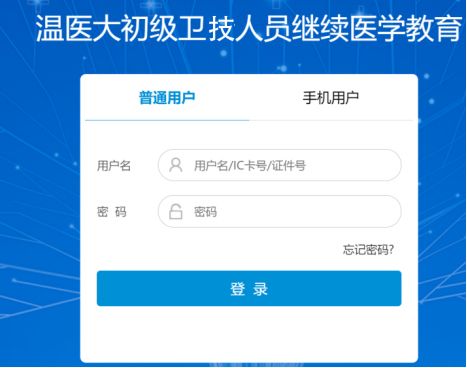 温医大初级卫技人员继续医学教育
普通用户 手机用户
用户名 用户名/IC卡号/证件号
密 码 密码
忘记密码?
登 录